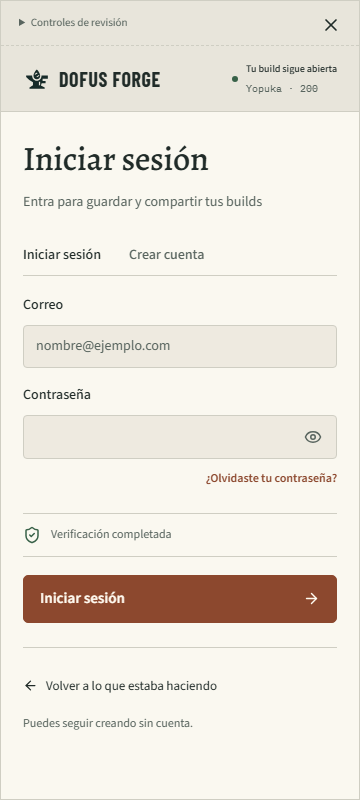 Controles de revisión
DOFUS FORGE
Tu build sigue abierta
Yopuka · 200
Iniciar sesión
Entra para guardar y compartir tus builds
Iniciar sesión
Crear cuenta
Correo
nombre@ejemplo.com
Contraseña
¿Olvidaste tu contraseña?
Verificación completada
Iniciar sesión
Volver a lo que estaba haciendo
Puedes seguir creando sin cuenta.